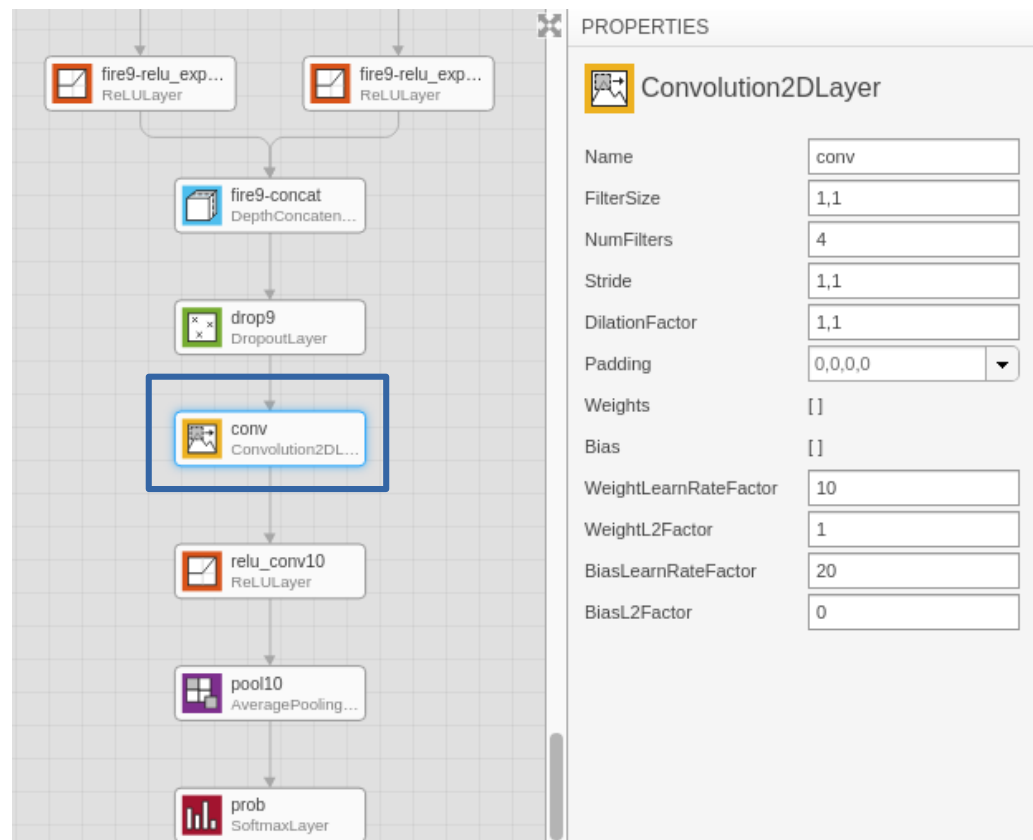 fire9-relu_exp...
ReLULayer
fire9-relu_exp...
ReLULayer
fire9-concat
DepthConcaten...
drop9
DropoutLayer
conv
Convolution2DL...
relu_conv10
ReLULayer
pool10
AveragePooling...
prob
SoftmaxLayer
PROPERTIES
Convolution2DLayer
Name conv
FilterSize 1,1
NumFilters 4
Stride 1,1
DilationFactor 1,1
Padding 0,0,0,0
Weights [ ]
Bias [ ]
WeightLearnRateFactor 10
WeightL2Factor 1
BiasLearnRateFactor 20
BiasL2Factor 0